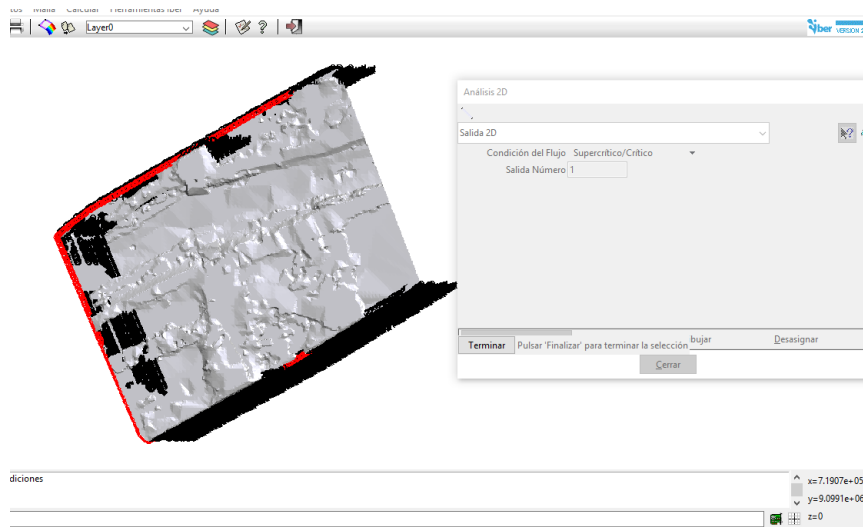 tos Malla Calcular Herramientas Iber Ayuda
Layer0
Iber VERSION 2
Análisis 2D
Salida 2D
Condición del Flujo Supercrítico/Crítico
Salida Número 1
Terminar Pulsar 'Finalizar' para terminar la selección bujar Desasignar
Cerrar
diciones
x=7.1907e+05
y=9.0991e+06
z=0